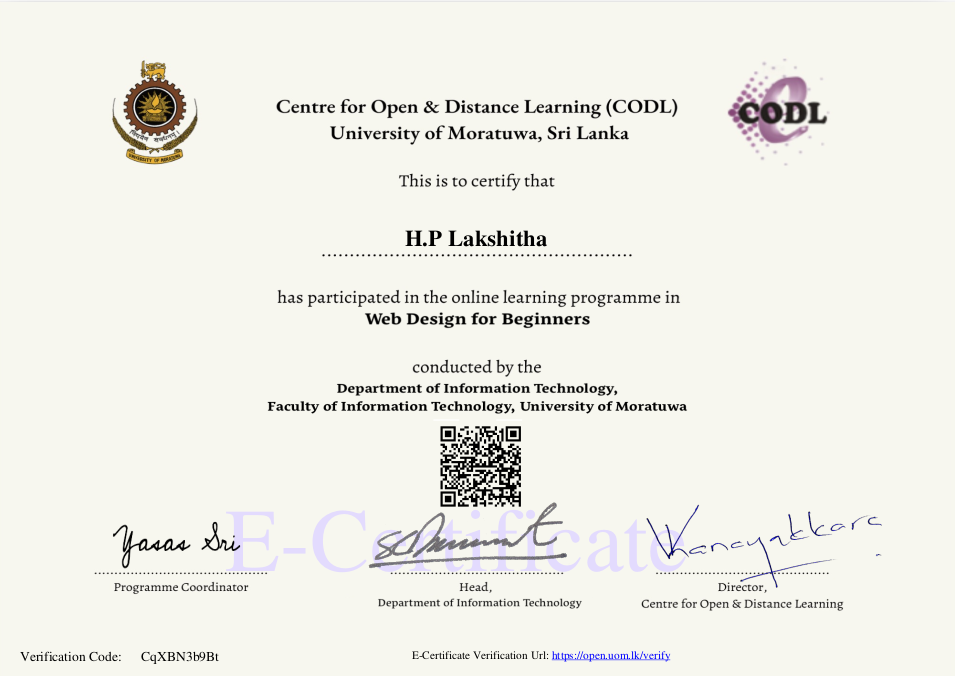 Centre for Open & Distance Learning (CODL)
University of Moratuwa, Sri Lanka
CODL
UNIVERSITY OF MORATUWA
This is to certify that
H.P Lakshitha
has participated in the online learning programme in
Web Design for Beginners
conducted by the
Department of Information Technology,
Faculty of Information Technology, University of Moratuwa
E-Certificate
Yasas Sri
Programme Coordinator
Head,
Department of Information Technology
Director,
Centre for Open & Distance Learning
Verification Code: CqXBN3b9Bt
E-Certificate Verification Url: https://open.uom.lk/verify